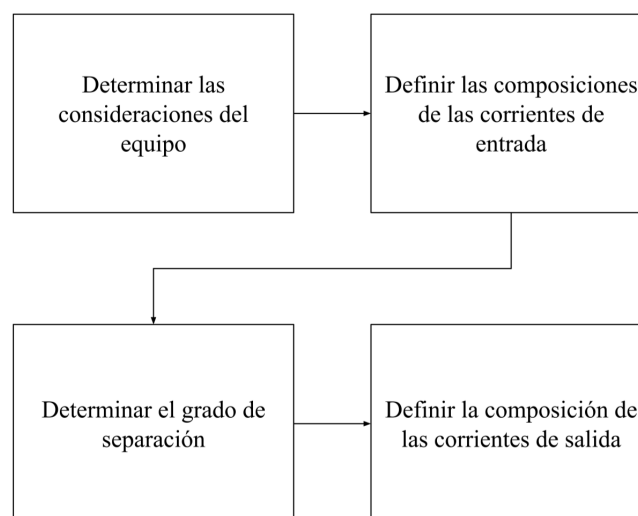 Determinar las
consideraciones del
equipo
Definir las composiciones
de las corrientes de
entrada
Determinar el grado de
separación
Definir la composición de
las corrientes de salida